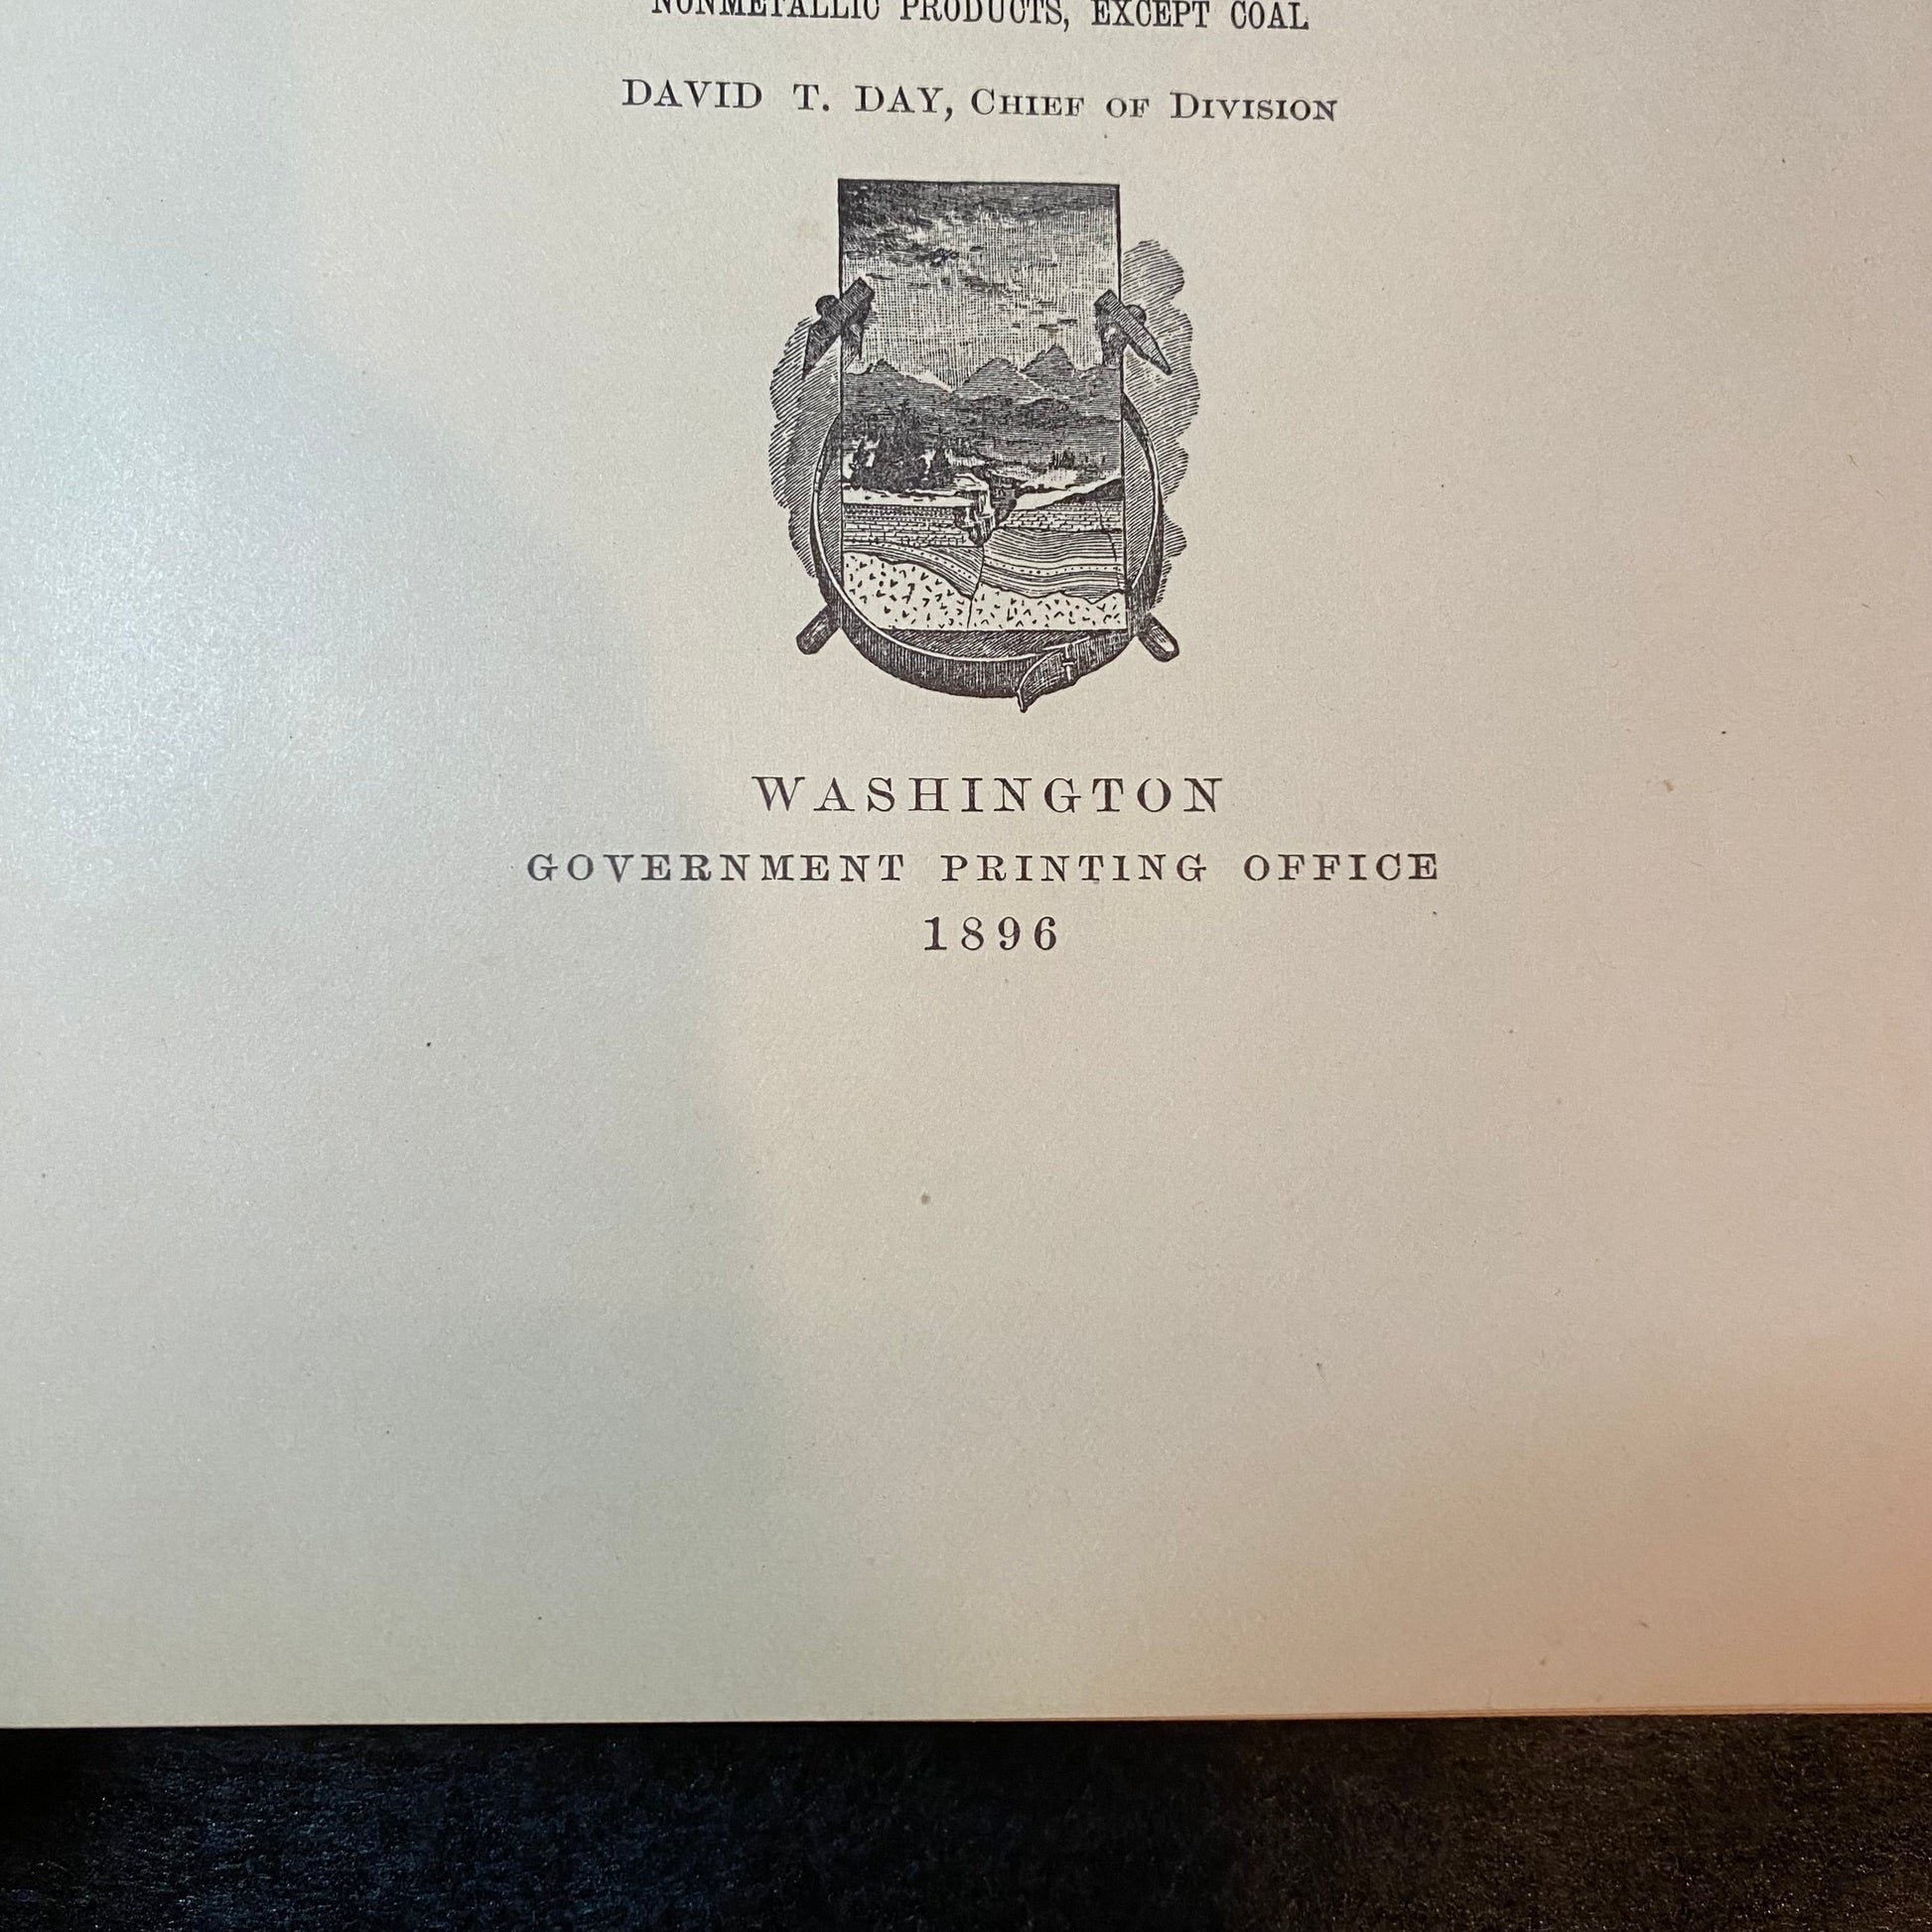 NONMETALLIC PRODUCTS, EXCEPT COAL
DAVID T. DAY, CHIEF OF DIVISION
WASHINGTON
GOVERNMENT PRINTING OFFICE
1896